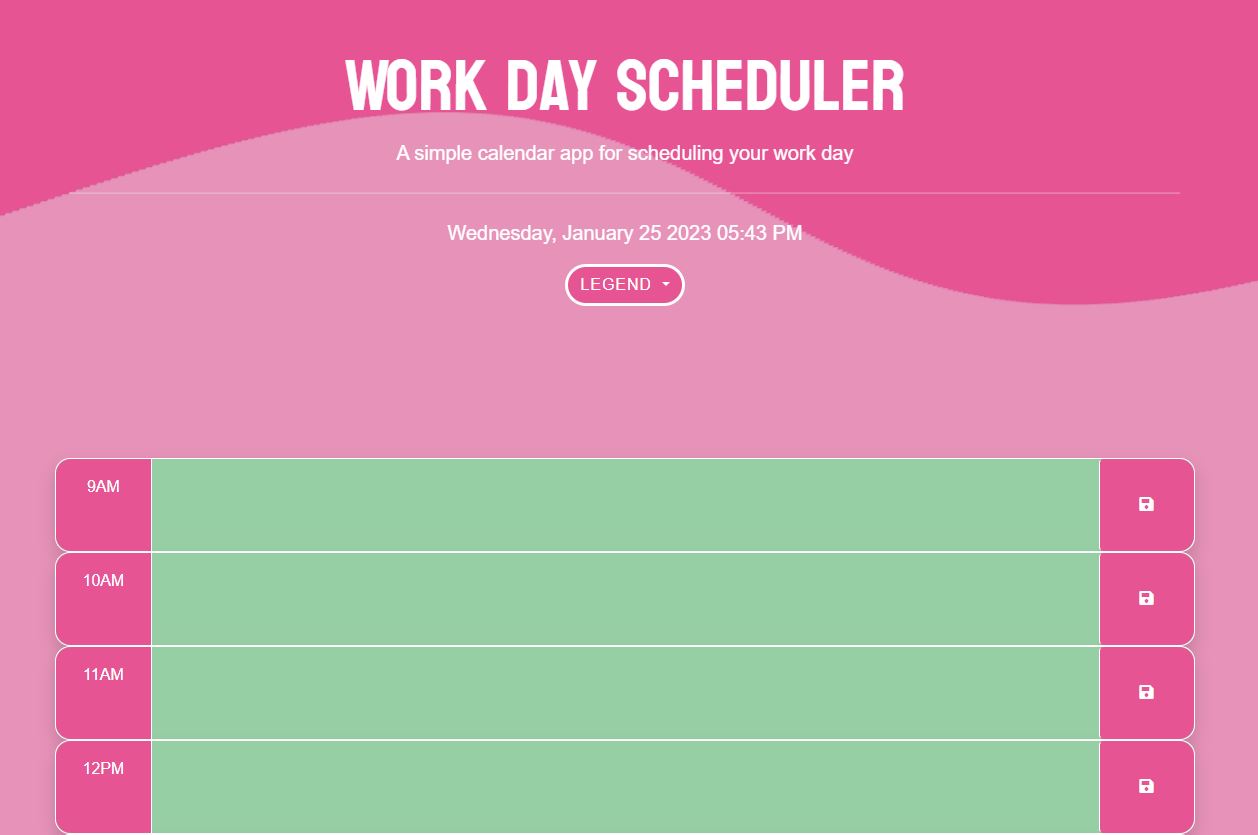 WORK DAY SCHEDULER
A simple calendar app for scheduling your work day
Wednesday, January 25 2023 05:43 PM
LEGEND
9AM
10AM
11AM
12PM